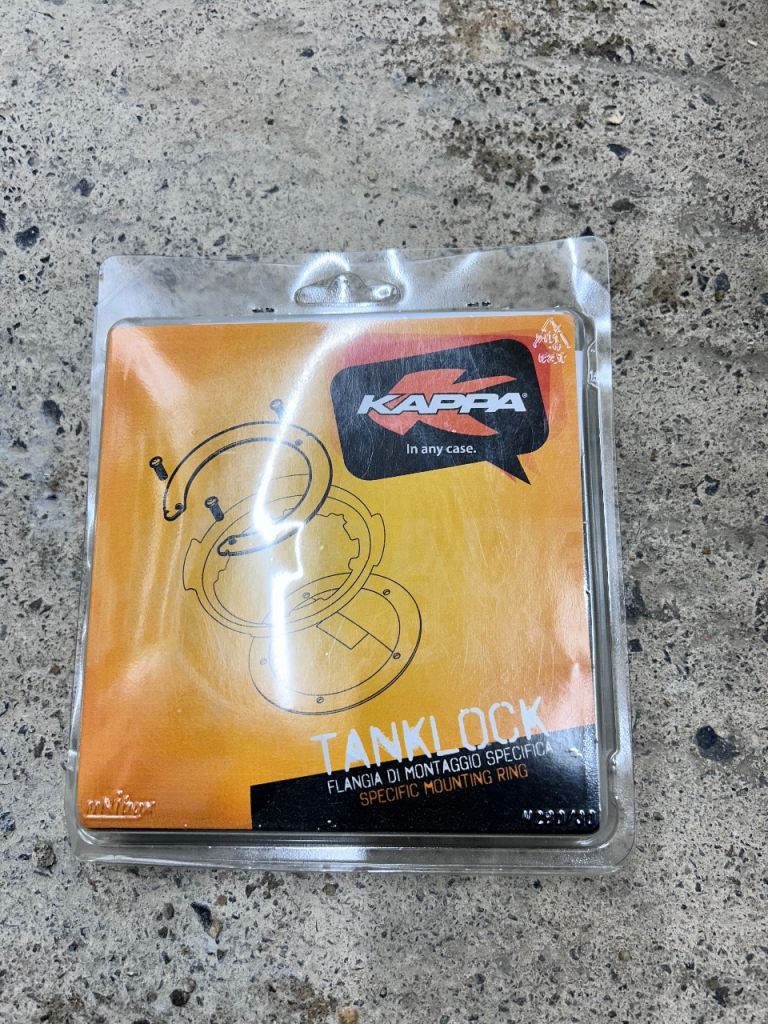 KAPPA®
In any case.
TANKLOCK
FLANGIA DI MONTAGGIO SPECIFICA
SPECIFIC MOUNTING RING